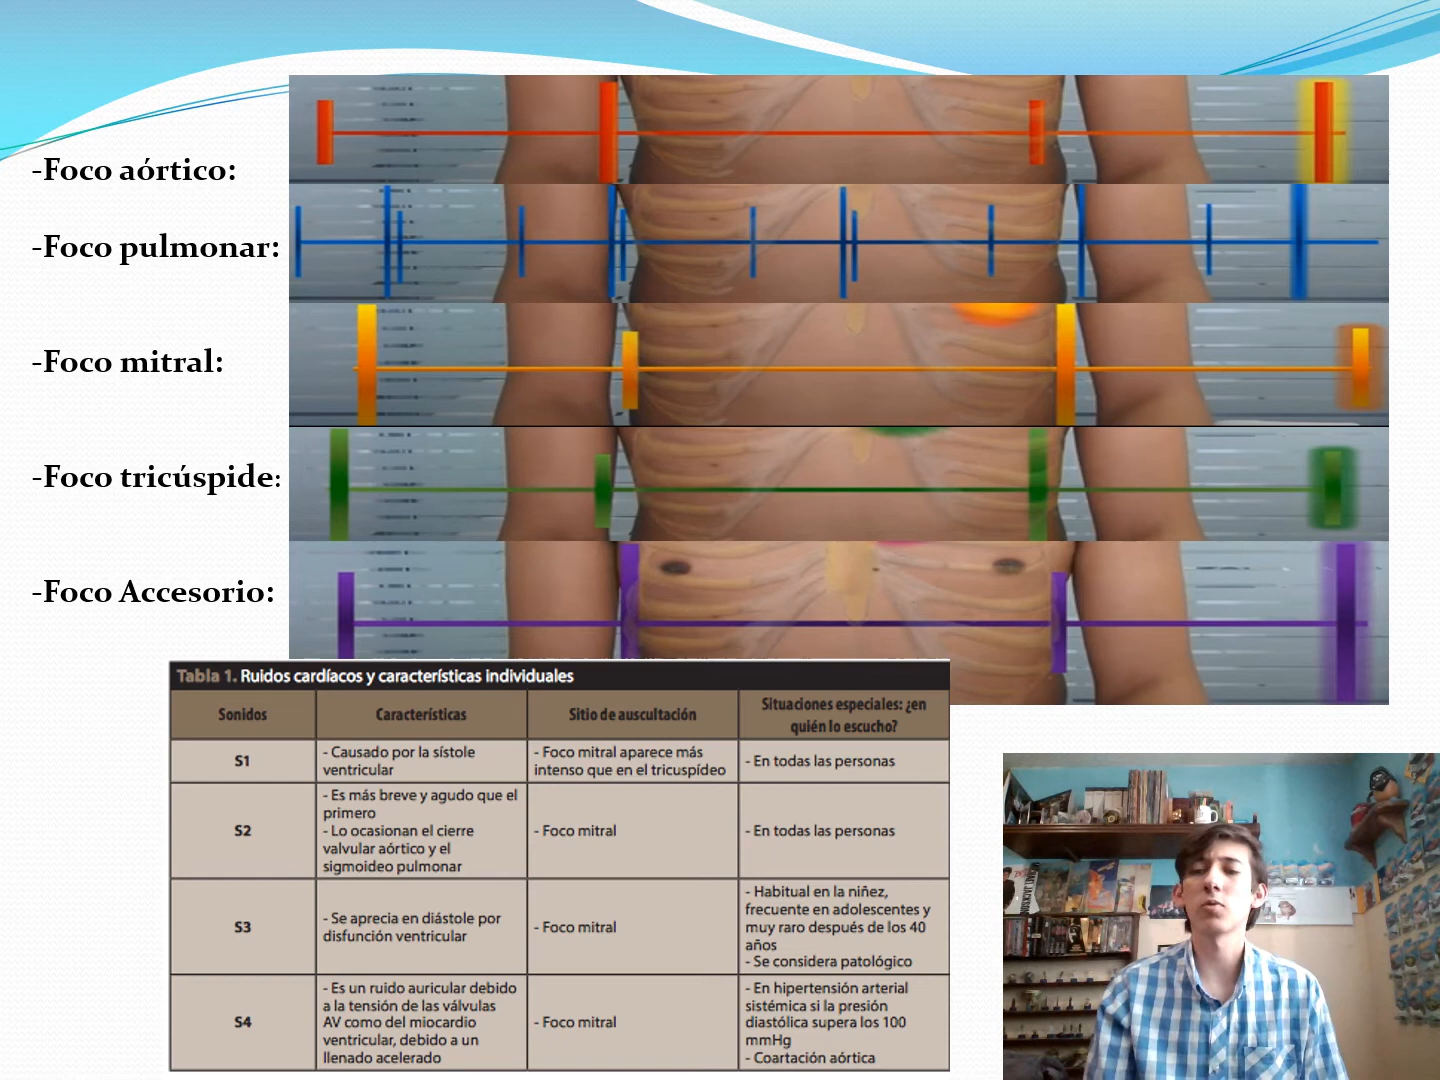 -Foco aórtico:
-Foco pulmonar:
-Foco mitral:
-Foco tricúspide:
-Foco Accesorio:
Tabla 1. Ruidos cardíacos y características individuales
Sonidos
Características
Sitio de auscultación
Situaciones especiales: ¿en
quién lo escucho?
S1
- Causado por la sístole
ventricular
- Foco mitral aparece más
intenso que en el tricuspídeo
- En todas las personas
S2
- Es más breve y agudo que el
primero
- Lo ocasionan el cierre
valvular aórtico y el
sigmoideo pulmonar
- Foco mitral
- En todas las personas
S3
- Se aprecia en diástole por
disfunción ventricular
- Foco mitral
- Habitual en la niñez,
frecuente en adolescentes y
muy raro después de los 40
años
- Se considera patológico
S4
- Es un ruido auricular debido
a la tensión de las válvulas
AV como del miocardio
ventricular, debido a un
llenado acelerado
- Foco mitral
- En hipertensión arterial
sistémica si la presión
diastólica supera los 100
mmHg
- Coartación aórtica